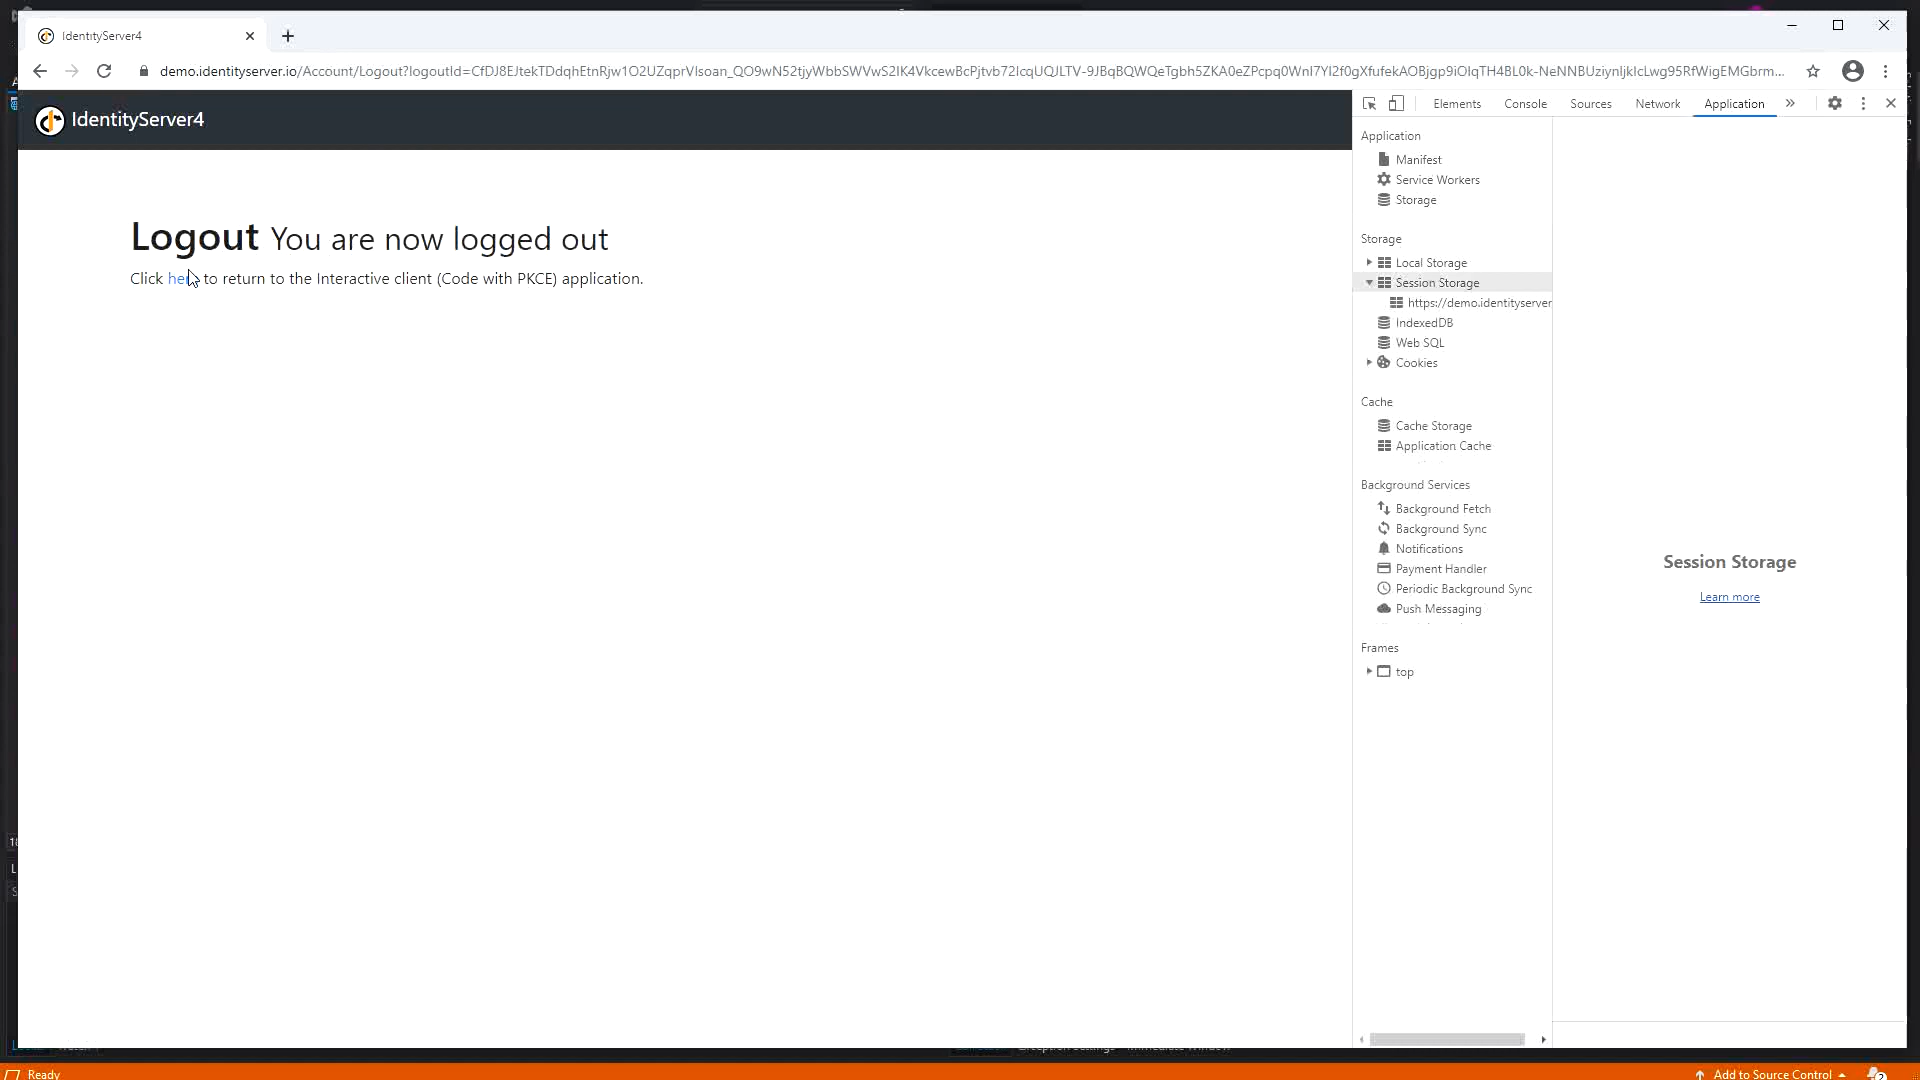 IdentityServer4
demo.identityserver.io/Account/Logout?logoutId=CfDJ8EJtekTDdqhEtnRjw1O2UZqprVIsoan_QO9wN52tjyWbbSWVwS2IK4VkcewBcPjtvb72IcqUQJLTV-9JBqBQWQeTgbh5ZKA0eZPcpq0WnI7Yl2f0gXfufekAOBjgp9iOlqTH4BL0k-NeNNBUziynIjkIcLwg95RfWigEMGbrm...
IdentityServer4
Elements Console Sources Network Application
Logout You are now logged out
Click here to return to the Interactive client (Code with PKCE) application.
Application
Manifest
Service Workers
Storage
Storage
Local Storage
Session Storage
https://demo.identityserver
IndexedDB
Web SQL
Cookies
Cache
Cache Storage
Application Cache
Background Services
Background Fetch
Background Sync
Notifications
Payment Handler
Periodic Background Sync
Push Messaging
Frames
top
Session Storage
Learn more
Ready
Add to Source Control
2